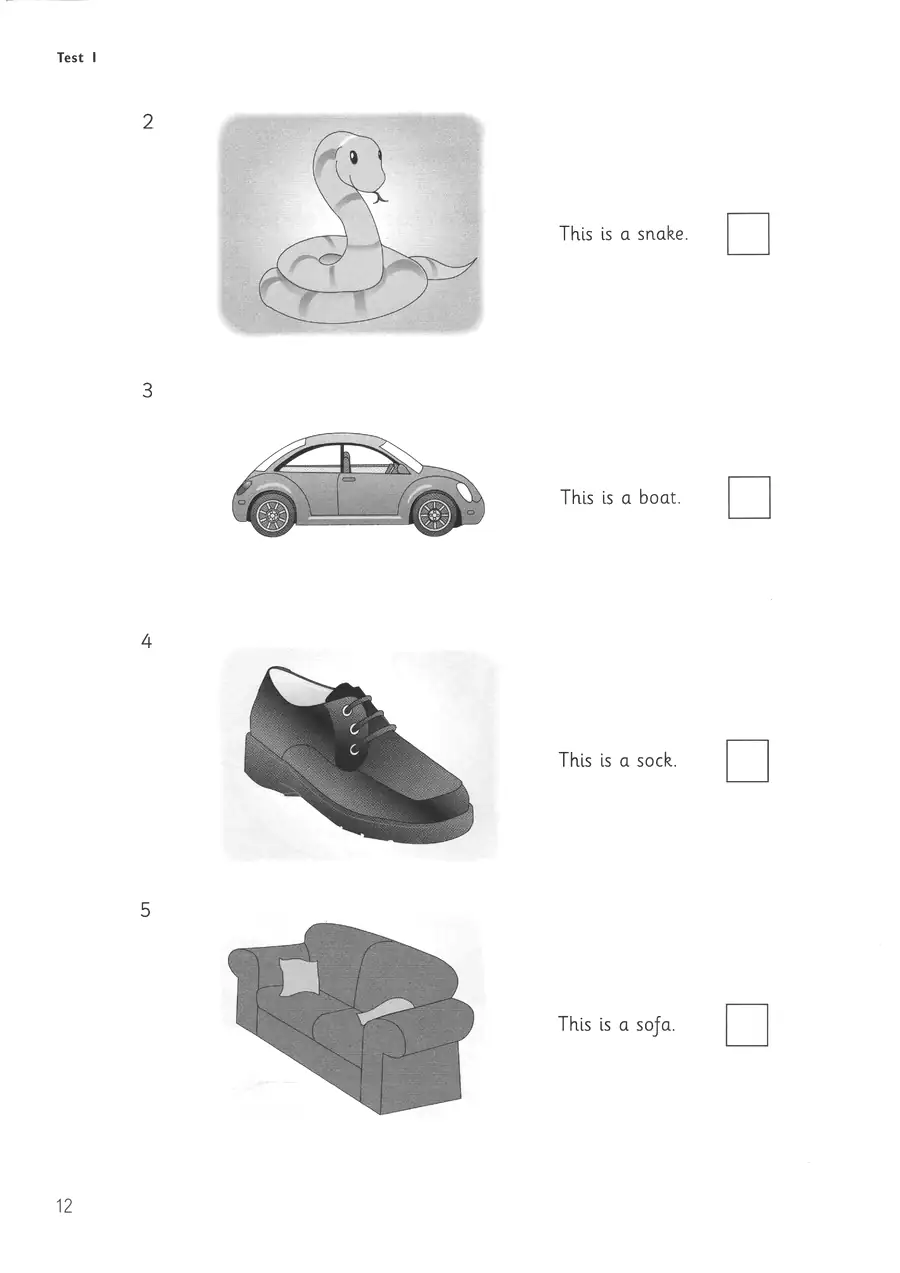 Test 1
2
This is a snake.
3
This is a boat.
4
This is a sock.
5
This is a sofa.
12